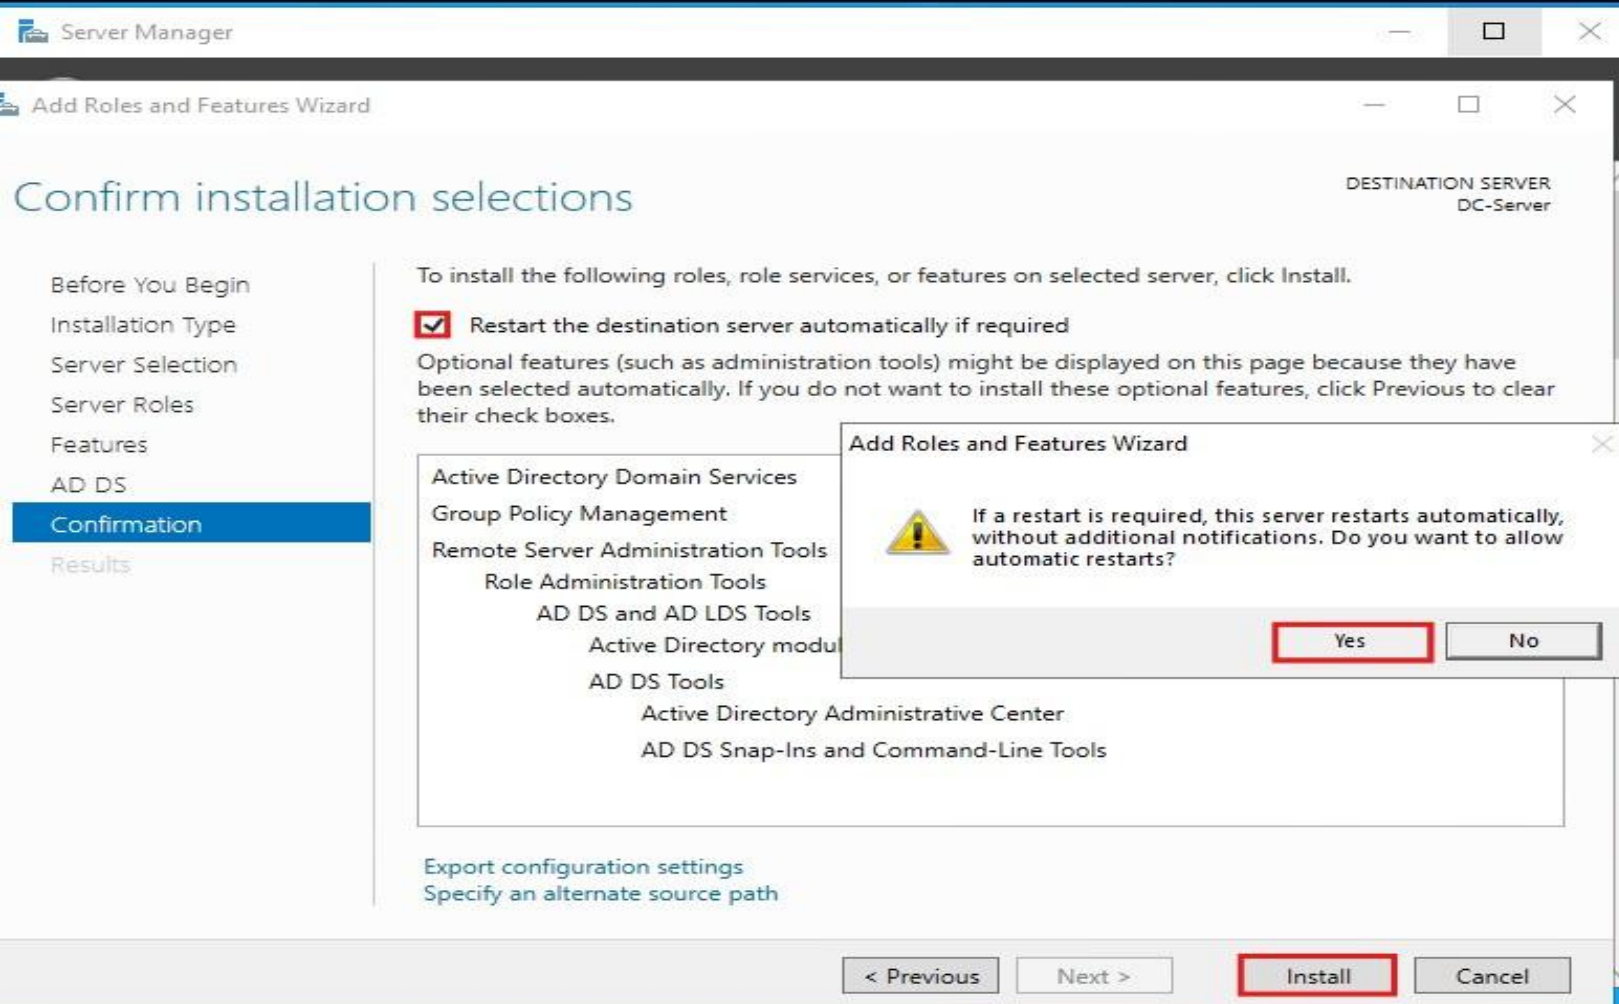 Server Manager
Add Roles and Features Wizard
Confirm installation selections
DESTINATION SERVER
DC-Server
Before You Begin
Installation Type
Server Selection
Server Roles
Features
AD DS
Confirmation
Results
To install the following roles, role services, or features on selected server, click Install.
Restart the destination server automatically if required
Optional features (such as administration tools) might be displayed on this page because they have
been selected automatically. If you do not want to install these optional features, click Previous to clear
their check boxes.
Active Directory Domain Services
Group Policy Management
Remote Server Administration Tools
Role Administration Tools
AD DS and AD LDS Tools
Active Directory modul
AD DS Tools
Active Directory Administrative Center
AD DS Snap-Ins and Command-Line Tools
Add Roles and Features Wizard
If a restart is required, this server restarts automatically,
without additional notifications. Do you want to allow
automatic restarts?
Yes
No
Export configuration settings
Specify an alternate source path
< Previous
Next >
Install
Cancel